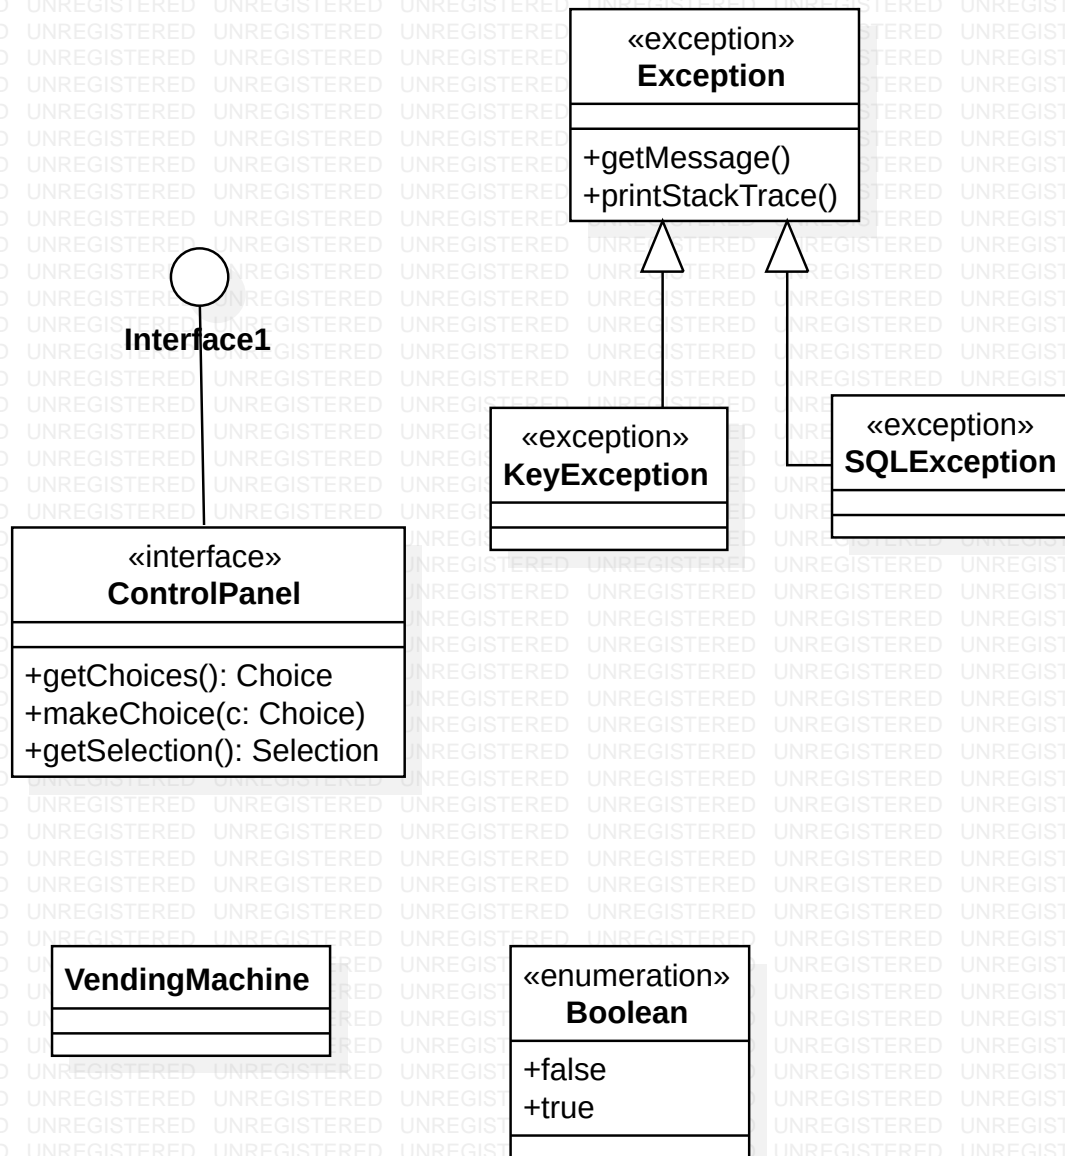 «exception»
Exception
+getMessage()
+printStackTrace()
Interface1
«exception»
KeyException
«exception»
SQLException
«interface»
ControlPanel
+getChoices(): Choice
+makeChoice(c: Choice)
+getSelection(): Selection
VendingMachine
«enumeration»
Boolean
+false
+true
UNREGISTERED